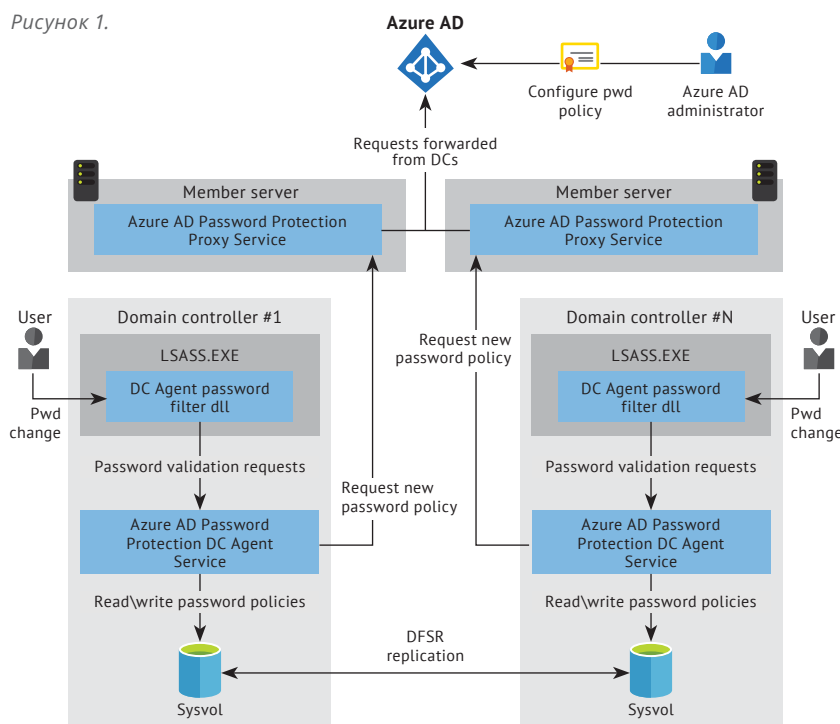 Рисунок 1.
Azure AD
Configure pwd
policy
Azure AD
administrator
Requests forwarded
from DCs
Member server
Azure AD Password Protection
Proxy Service
Member server
Azure AD Password Protection
Proxy Service
User
Pwd
change
Domain controller #1
LSASS.EXE
DC Agent password
filter dll
Password validation requests
Azure AD Password
Protection DC Agent
Service
Read\write password policies
Sysvol
Request new
password policy
Request new
password policy
DFSR
replication
Domain controller #N
LSASS.EXE
DC Agent password
filter dll
User
Pwd
change
Password validation requests
Azure AD Password
Protection DC Agent
Service
Read\write password policies
Sysvol